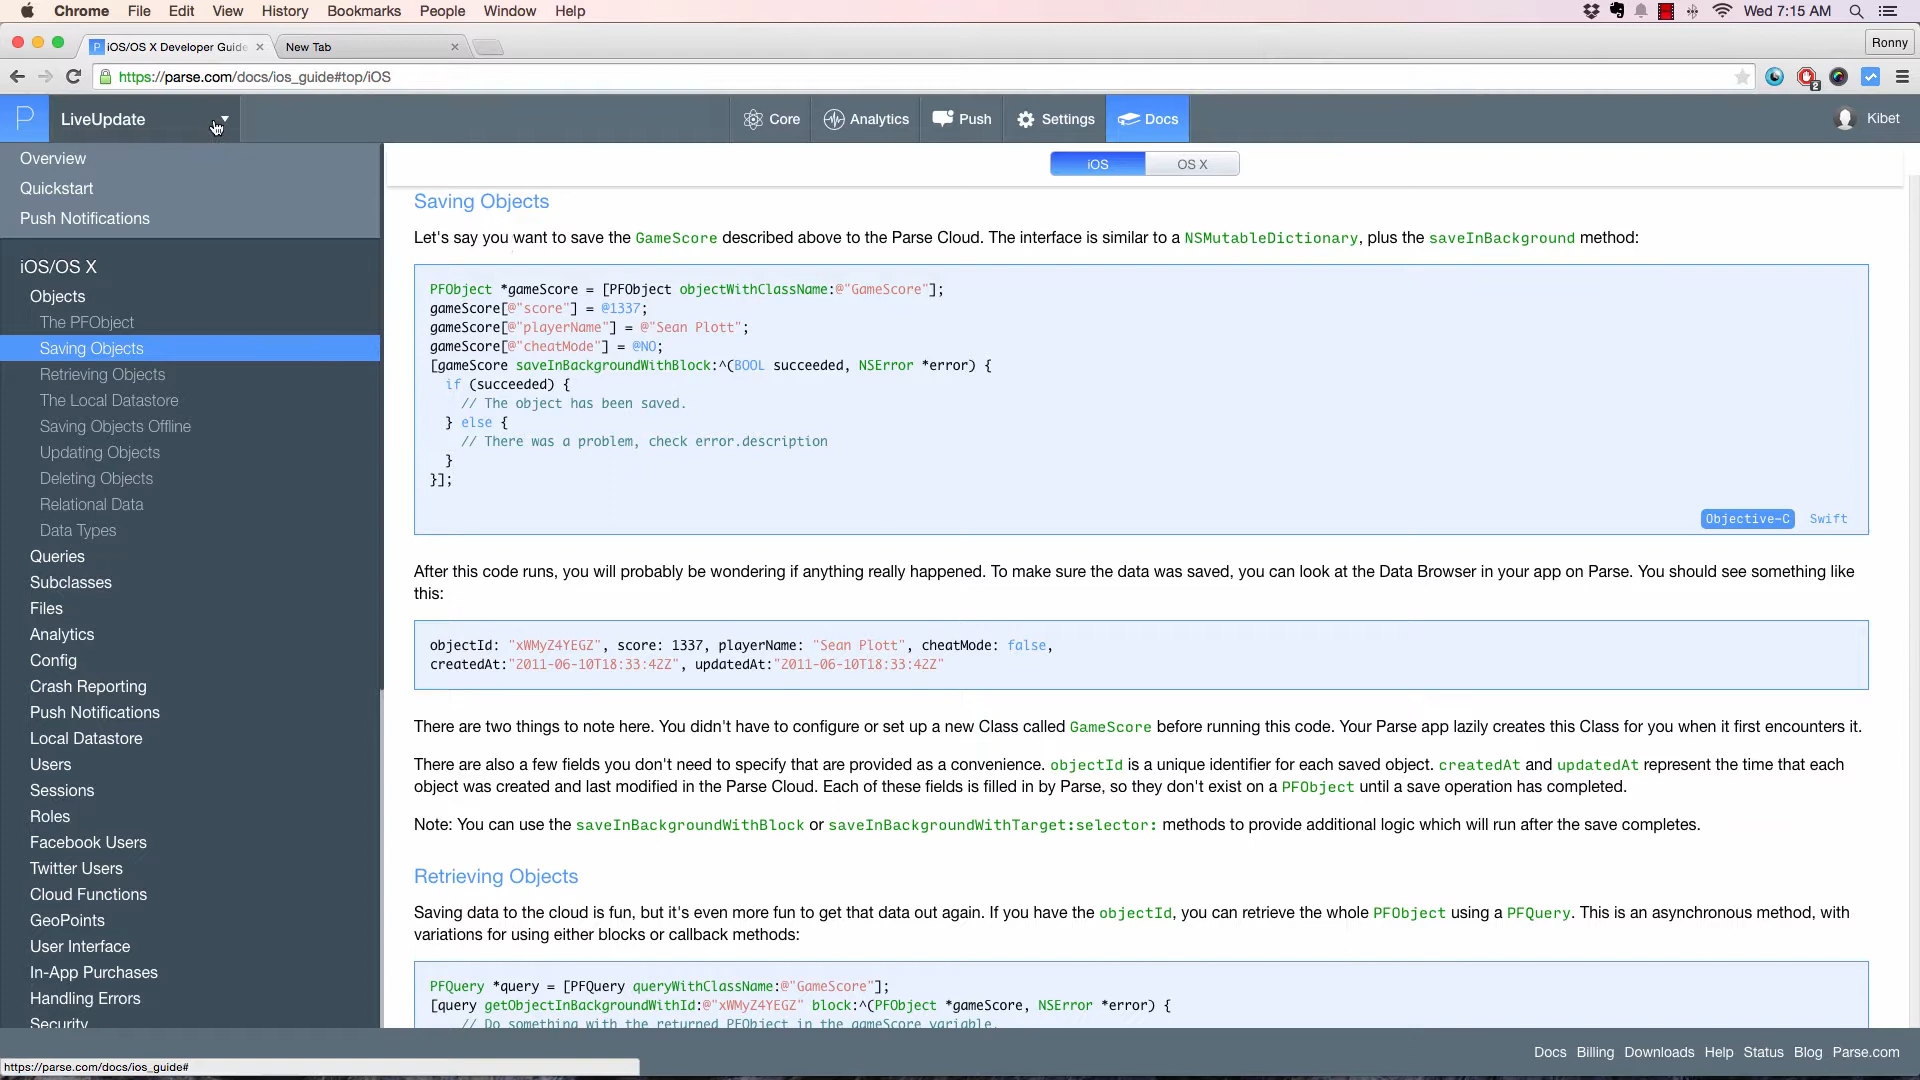 Chrome File Edit View History Bookmarks People Window Help Wed 7:15 AM
iOS/OS X Developer Guide New Tab Ronny
https://parse.com/docs/ios_guide#top/iOS 2
P LiveUpdate Core Analytics Push Settings Docs Kibet
Overview
Quickstart
Push Notifications
iOS/OS X
Objects
The PFObject
Saving Objects
Retrieving Objects
The Local Datastore
Saving Objects Offline
Updating Objects
Deleting Objects
Relational Data
Data Types
Queries
Subclasses
Files
Analytics
Config
Crash Reporting
Push Notifications
Local Datastore
Users
Sessions
Roles
Facebook Users
Twitter Users
Cloud Functions
GeoPoints
User Interface
In-App Purchases
Handling Errors
Security
iOS OS X
Saving Objects
Let's say you want to save the GameScore described above to the Parse Cloud. The interface is similar to a NSMutableDictionary, plus the saveInBackground method:
PFObject *gameScore = [PFObject objectWithClassName:@"GameScore"];
gameScore[@"score"] = @1337;
gameScore[@"playerName"] = @"Sean Plott";
gameScore[@"cheatMode"] = @NO;
[gameScore saveInBackgroundWithBlock:^(BOOL succeeded, NSError *error) {
if (succeeded) {
// The object has been saved.
} else {
// There was a problem, check error.description
}
}];
Objective-C Swift
After this code runs, you will probably be wondering if anything really happened. To make sure the data was saved, you can look at the Data Browser in your app on Parse. You should see something like
this:
objectId: "xWMyZ4YEGZ", score: 1337, playerName: "Sean Plott", cheatMode: false,
createdAt:"2011-06-10T18:33:42Z", updatedAt:"2011-06-10T18:33:42Z"
There are two things to note here. You didn't have to configure or set up a new Class called GameScore before running this code. Your Parse app lazily creates this Class for you when it first encounters it.
There are also a few fields you don't need to specify that are provided as a convenience. objectId is a unique identifier for each saved object. createdAt and updatedAt represent the time that each
object was created and last modified in the Parse Cloud. Each of these fields is filled in by Parse, so they don't exist on a PFObject until a save operation has completed.
Note: You can use the saveInBackgroundWithBlock or saveInBackgroundWithTarget:selector: methods to provide additional logic which will run after the save completes.
Retrieving Objects
Saving data to the cloud is fun, but it's even more fun to get that data out again. If you have the objectId, you can retrieve the whole PFObject using a PFQuery. This is an asynchronous method, with
variations for using either blocks or callback methods:
PFQuery *query = [PFQuery queryWithClassName:@"GameScore"];
[query getObjectInBackgroundWithId:@"xWMyZ4YEGZ" block:^(PFObject *gameScore, NSError *error) {
// Do something with the returned PFObject in the gameScore variable.
Docs Billing Downloads Help Status Blog Parse.com
https://parse.com/docs/ios_guide#